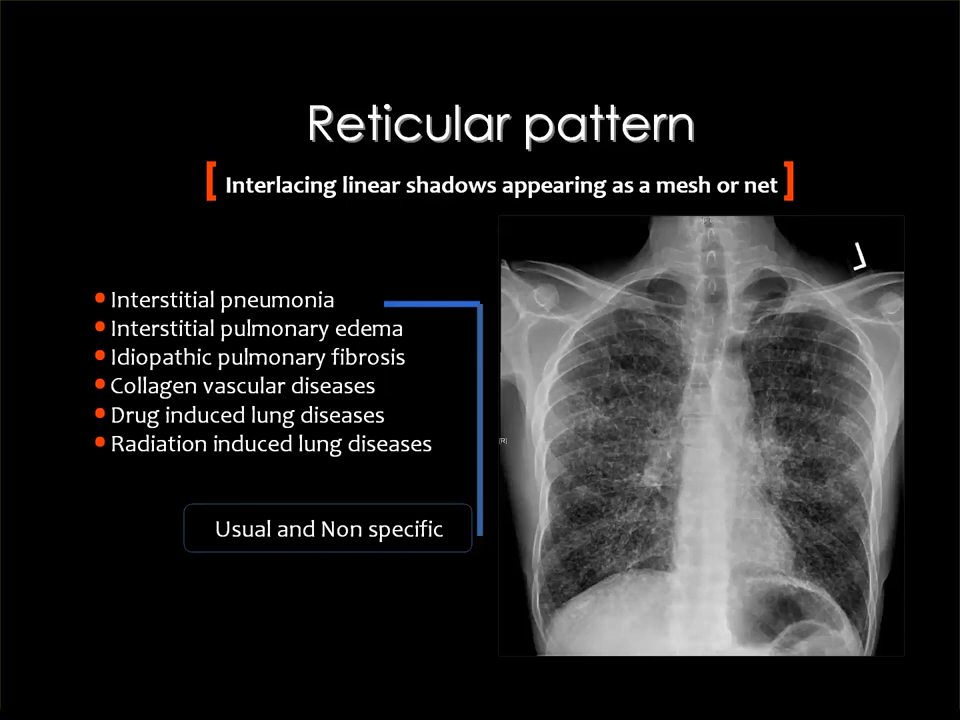 Reticular pattern
[ Interlacing linear shadows appearing as a mesh or net ]
• Interstitial pneumonia
• Interstitial pulmonary edema
• Idiopathic pulmonary fibrosis
• Collagen vascular diseases
• Drug induced lung diseases
• Radiation induced lung diseases
Usual and Non specific
L
(R)